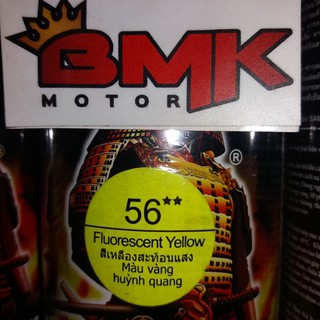 BMK
MOTOR
®
56**
Fluorescent Yellow
สีเหลืองสะท้อนแสง
Màu vàng
huỳnh quang